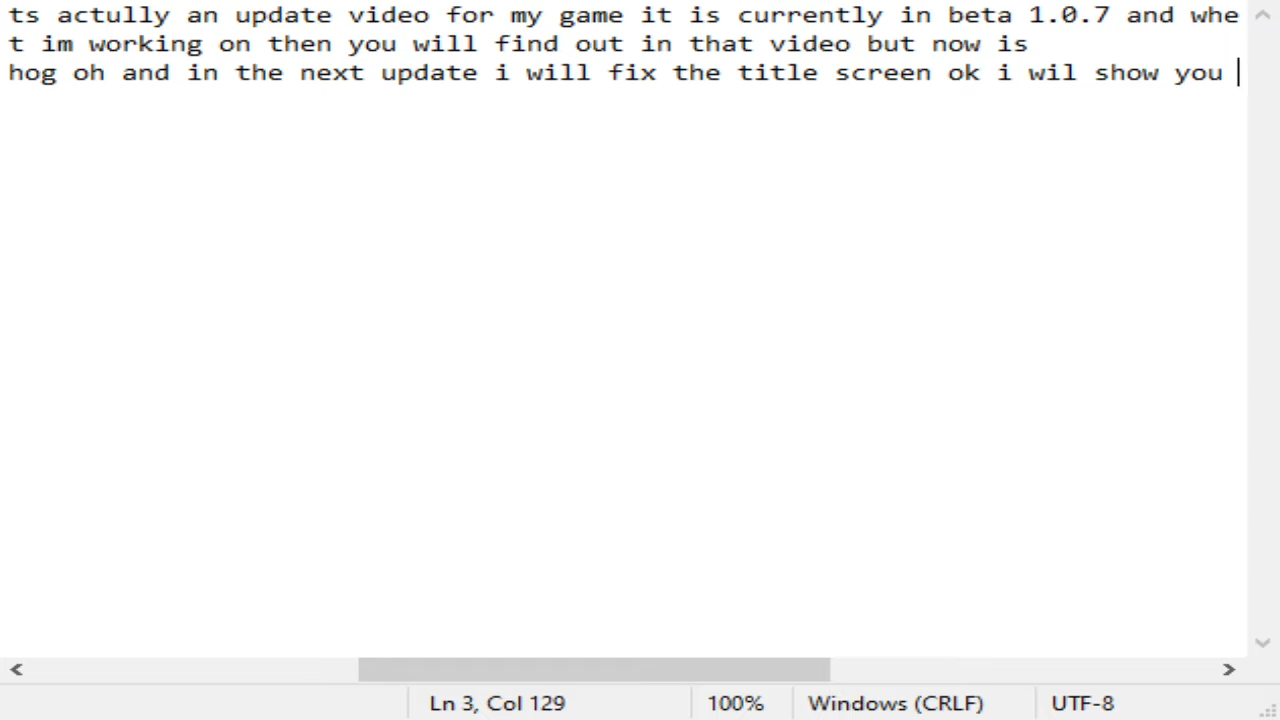 ts actully an update video for my game it is currently in beta 1.0.7 and whe
t im working on then you will find out in that video but now is
hog oh and in the next update i will fix the title screen ok i wil show you
Ln 3, Col 129 100% Windows (CRLF) UTF-8